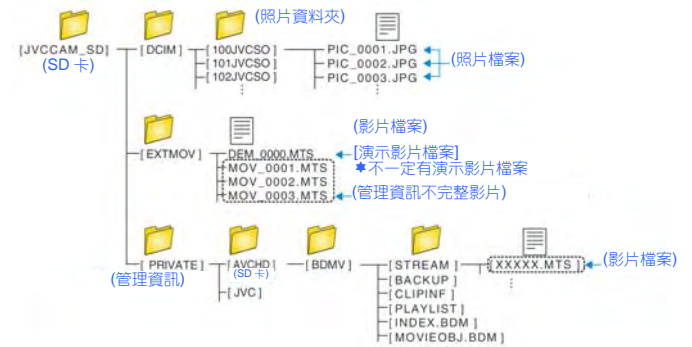 (照片資料夾)
[JVCCAM_SD] [DCIM] [100JVCSO] PIC_0001.JPG
(SD 卡) [101JVCSO] PIC_0002.JPG (照片檔案)
[102JVCSO] PIC_0003.JPG
(影片檔案)
[EXTMOV] DEM_0000.MTS [演示影片檔案]
MOV_0001.MTS ✱不一定有演示影片檔案
MOV_0002.MTS
MOV_0003.MTS (管理資訊不完整影片)
[PRIVATE] [AVCHD] [BDMV] [STREAM] [XXXXX.MTS] (影片檔案)
(管理資訊) (SD 卡) [BACKUP]
[JVC] [CLIPINF]
[PLAYLIST]
[INDEX.BDM]
[MOVIEOBJ.BDM]